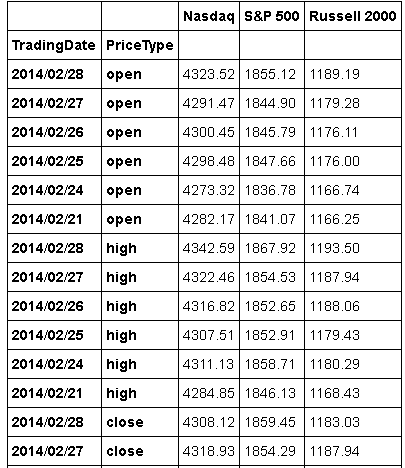 Nasdaq S&P 500 Russell 2000
TradingDate PriceType
2014/02/28 open 4323.52 1855.12 1189.19
2014/02/27 open 4291.47 1844.90 1179.28
2014/02/26 open 4300.45 1845.79 1176.11
2014/02/25 open 4298.48 1847.66 1176.00
2014/02/24 open 4273.32 1836.78 1166.74
2014/02/21 open 4282.17 1841.07 1166.25
2014/02/28 high 4342.59 1867.92 1193.50
2014/02/27 high 4322.46 1854.53 1187.94
2014/02/26 high 4316.82 1852.65 1188.06
2014/02/25 high 4307.51 1852.91 1179.43
2014/02/24 high 4311.13 1858.71 1180.29
2014/02/21 high 4284.85 1846.13 1168.43
2014/02/28 close 4308.12 1859.45 1183.03
2014/02/27 close 4318.93 1854.29 1187.94